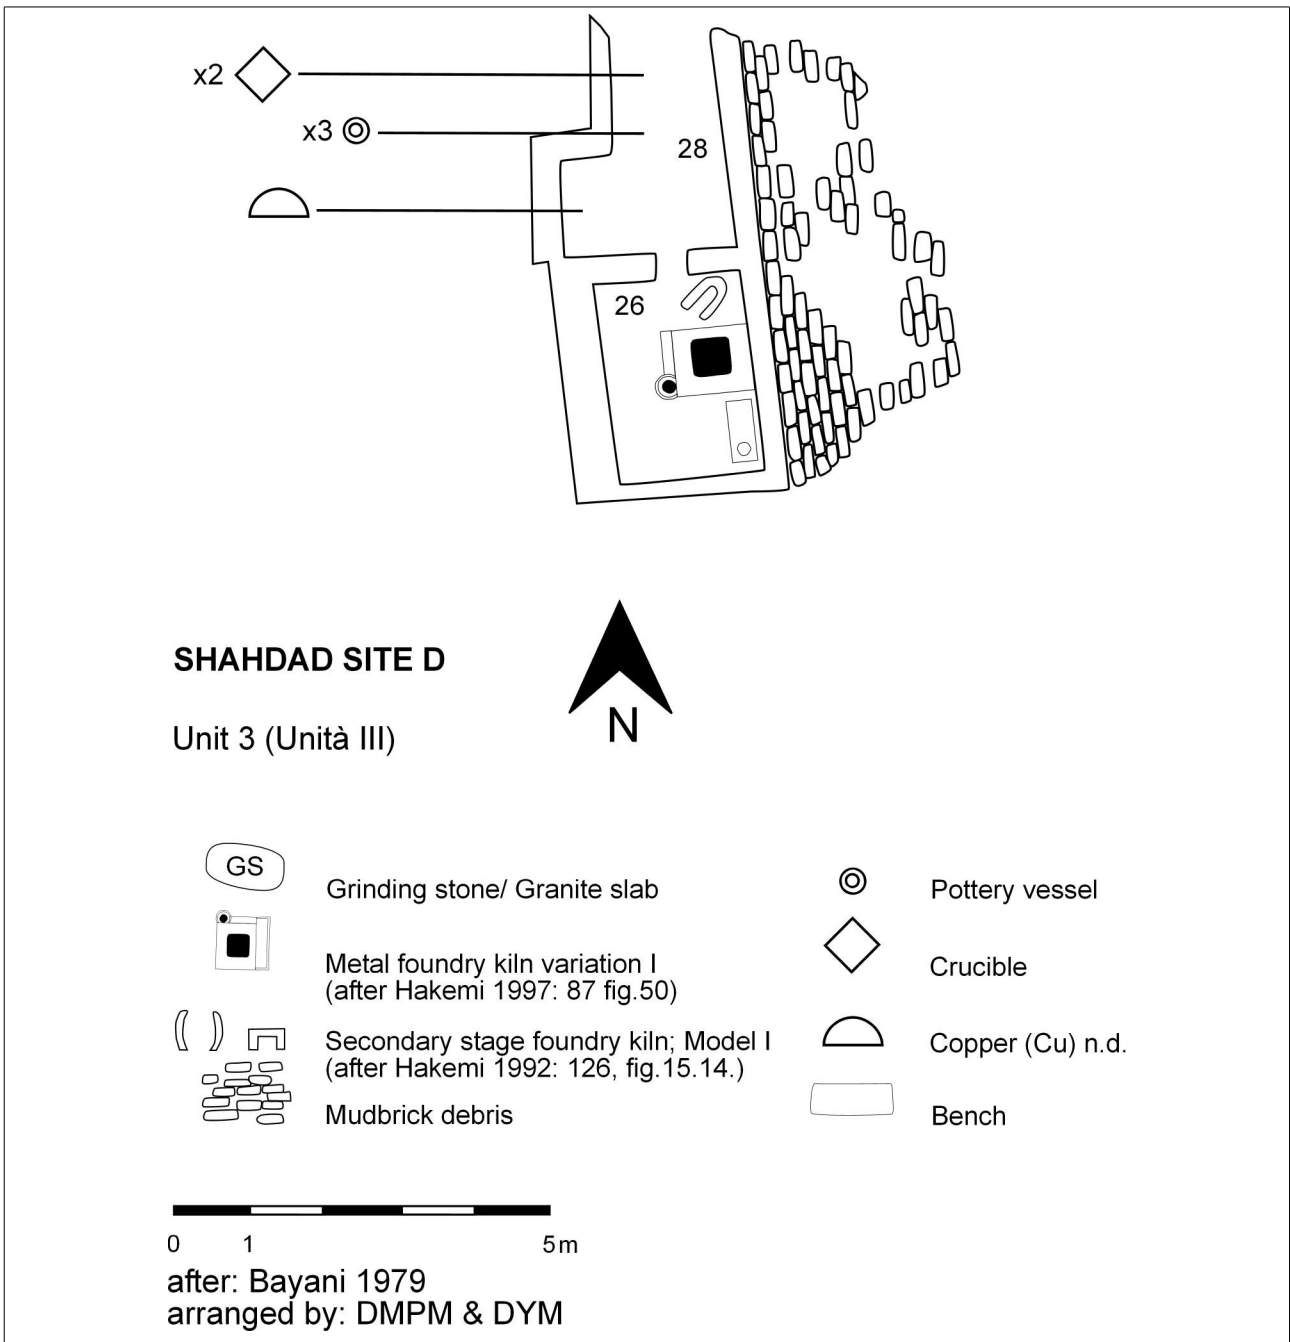 x2
x3
28
26
SHAHDAD SITE D
N
Unit 3 (Unità III)
GS
Grinding stone/ Granite slab
Metal foundry kiln variation I
(after Hakemi 1997: 87 fig.50)
Secondary stage foundry kiln; Model I
(after Hakemi 1992: 126, fig.15.14.)
Mudbrick debris
Pottery vessel
Crucible
Copper (Cu) n.d.
Bench
0 1 5m
after: Bayani 1979
arranged by: DMPM & DYM